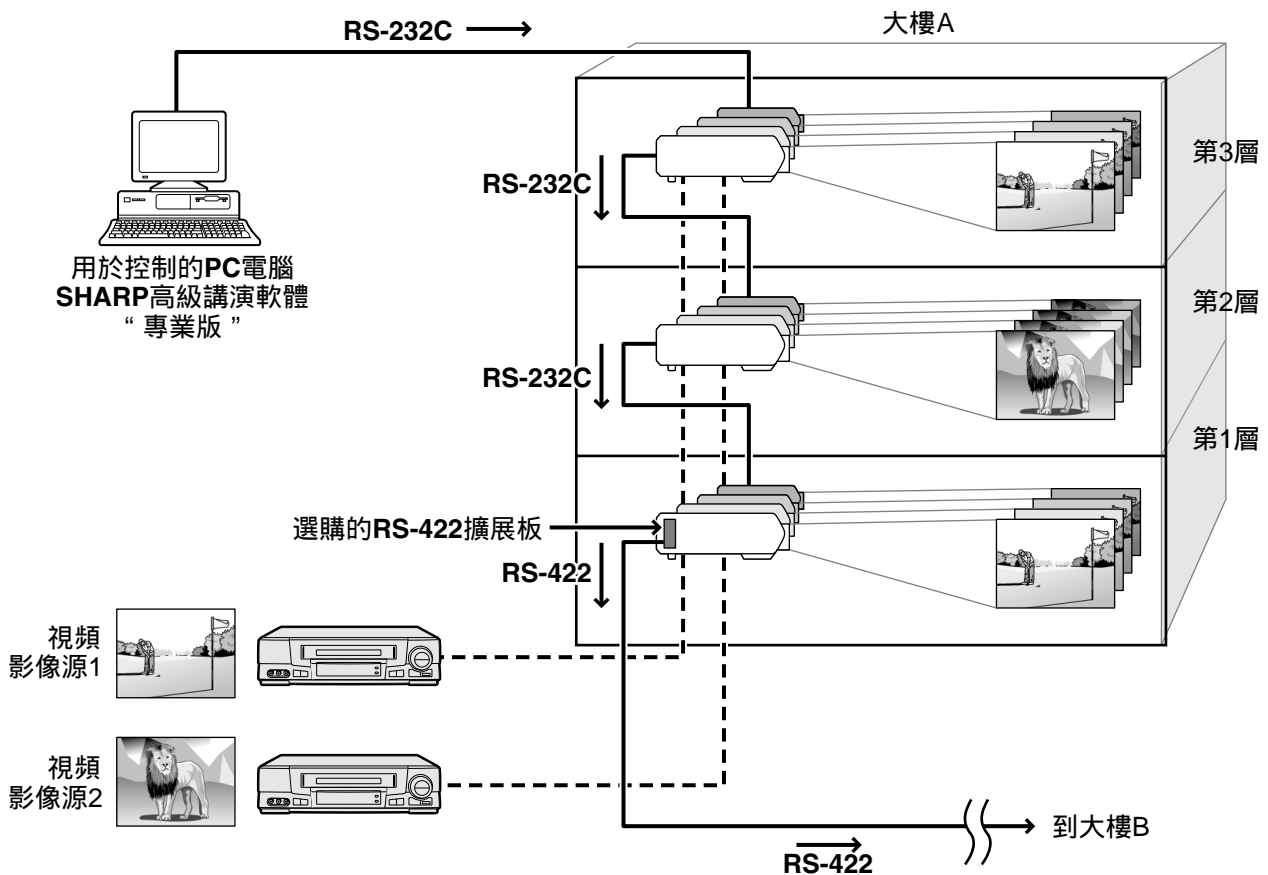 大樓A
RS-232C
第3層
RS-232C
用於控制的PC電腦
SHARP高級講演軟體
“ 專業版 ”
第2層
RS-232C
第1層
選購的RS-422擴展板
RS-422
視頻
影像源1
視頻
影像源2
到大樓B
RS-422